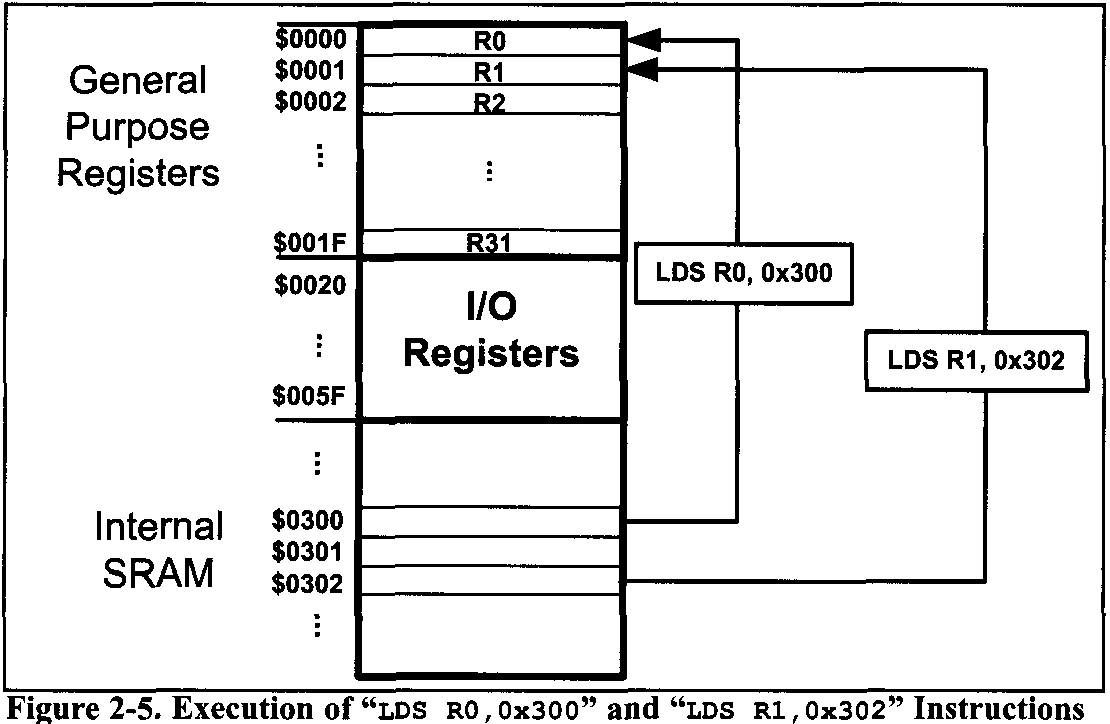 General
Purpose
Registers
$0000 R0
$0001 R1
$0002 R2
⋮ ⋮
$001F R31
$0020
I/O
Registers
⋮
$005F
⋮
Internal
SRAM
$0300
$0301
$0302
⋮
LDS R0, 0x300
LDS R1, 0x302
Figure 2-5. Execution of “LDS R0,0x300” and “LDS R1,0x302” Instructions